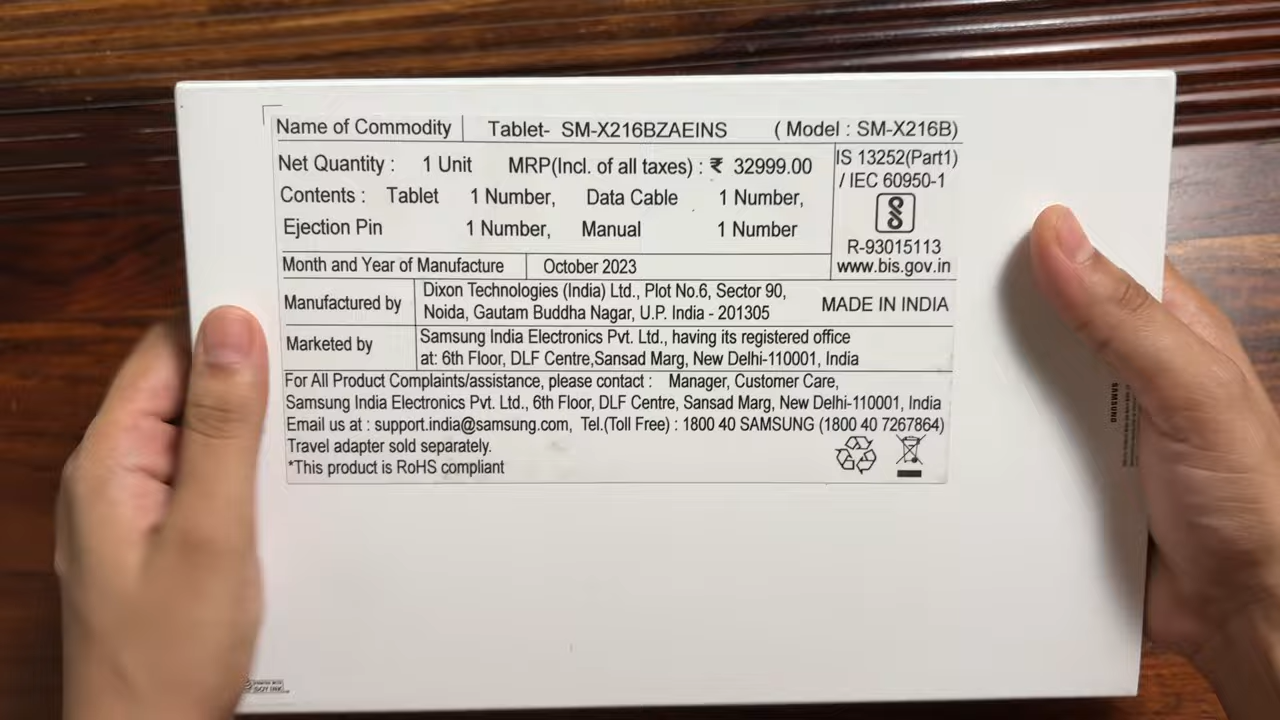 Name of Commodity Tablet- SM-X216BZAEINS ( Model : SM-X216B)
Net Quantity : 1 Unit MRP(Incl. of all taxes) : ₹ 32999.00
Contents : Tablet 1 Number, Data Cable 1 Number,
Ejection Pin 1 Number, Manual 1 Number
IS 13252(Part1)
/ IEC 60950-1
R-93015113
www.bis.gov.in
Month and Year of Manufacture October 2023
Manufactured by Dixon Technologies (India) Ltd., Plot No.6, Sector 90,
Noida, Gautam Buddha Nagar, U.P. India - 201305
MADE IN INDIA
Marketed by Samsung India Electronics Pvt. Ltd., having its registered office
at: 6th Floor, DLF Centre,Sansad Marg, New Delhi-110001, India
For All Product Complaints/assistance, please contact : Manager, Customer Care,
Samsung India Electronics Pvt. Ltd., 6th Floor, DLF Centre, Sansad Marg, New Delhi-110001, India
Email us at : support.india@samsung.com, Tel.(Toll Free) : 1800 40 SAMSUNG (1800 40 7267864)
Travel adapter sold separately.
*This product is RoHS compliant
SAMSUNG
SOY INK